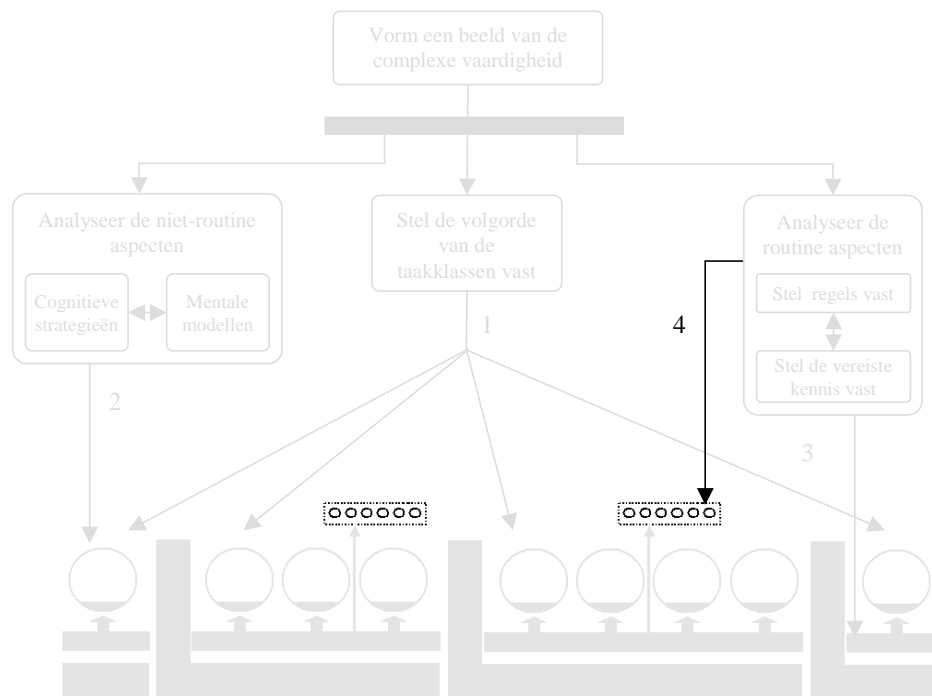 Vorm een beeld van de
complexe vaardigheid
Analyseer de niet-routine
aspecten
Cognitieve
strategieën
Mentale
modellen
2
Stel de volgorde
van de
taakklassen vast
1
Analyseer de
routine aspecten
Stel regels vast
Stel de vereiste
kennis vast
4
3